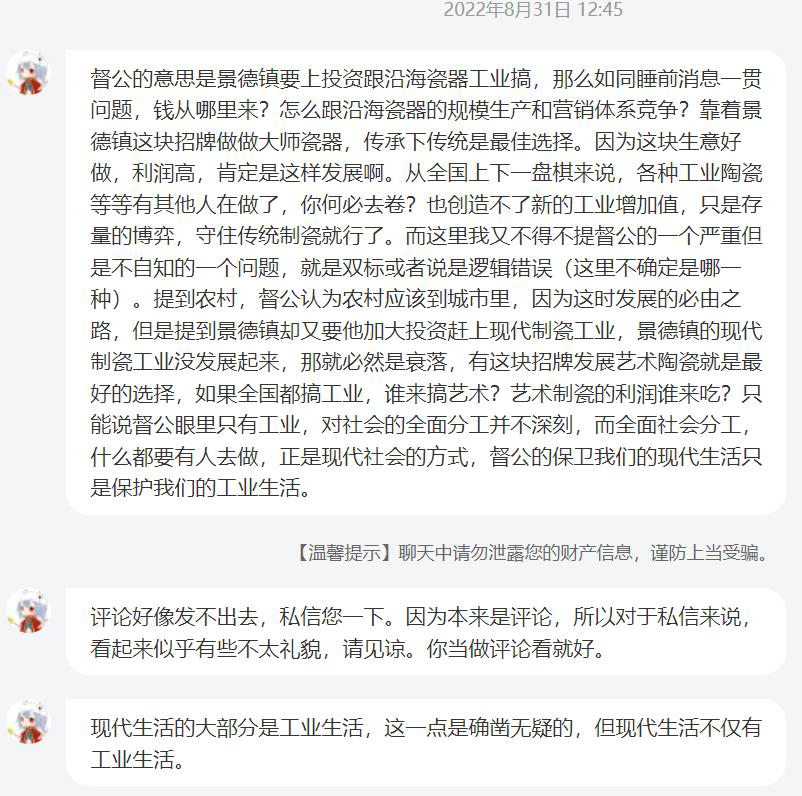 2022年8月31日 12:45
督公的意思是景德镇要上投资跟沿海瓷器工业搞，那么如同睡前消息一贯
问题，钱从哪里来？怎么跟沿海瓷器的规模生产和营销体系竞争？靠着景
德镇这块招牌做做大师瓷器，传承下传统是最佳选择。因为这块生意好
做，利润高，肯定是这样发展啊。从全国上下一盘棋来说，各种工业陶瓷
等等有其他人在做了，你何必去卷？也创造不了新的工业增加值，只是存
量的博弈，守住传统制瓷就行了。而这里我又不得不提督公的一个严重但
是不自知的一个问题，就是双标或者说是逻辑错误（这里不确定是哪一
种）。提到农村，督公认为农村应该到城市里，因为这时发展的必由之
路，但是提到景德镇却又要他加大投资赶上现代制瓷工业，景德镇的现代
制瓷工业没发展起来，那就必然是衰落，有这块招牌发展艺术陶瓷就是最
好的选择，如果全国都搞工业，谁来搞艺术？艺术制瓷的利润谁来吃？只
能说督公眼里只有工业，对社会的全面分工并不深刻，而全面社会分工，
什么都要有人去做，正是现代社会的方式，督公的保卫我们的现代生活只
是保护我们的工业生活。
【温馨提示】聊天中请勿泄露您的财产信息，谨防上当受骗。
评论好像发不出去，私信您一下。因为本来是评论，所以对于私信来说，
看起来似乎有些不太礼貌，请见谅。你当做评论看就好。
现代生活的大部分是工业生活，这一点是确凿无疑的，但现代生活不仅有
工业生活。